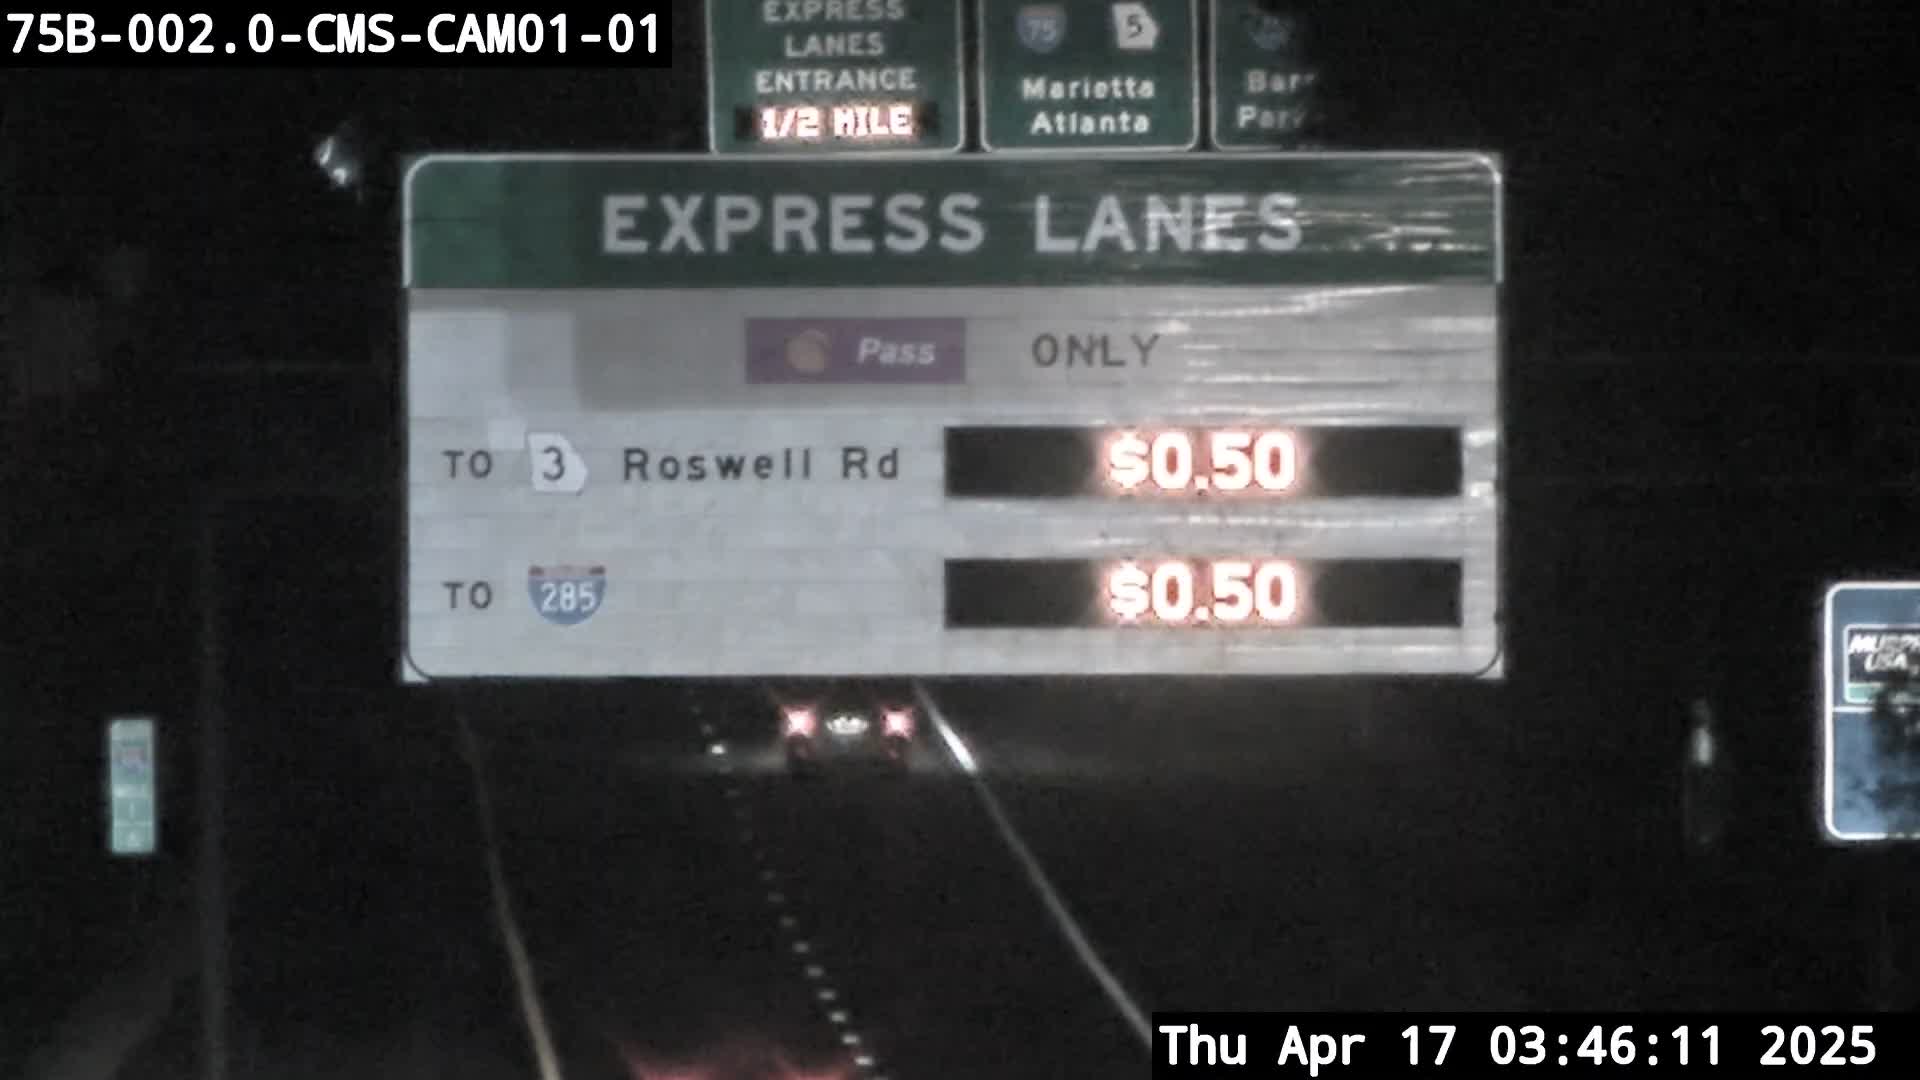 75B-002.0-CMS-CAM01-01
EXPRESS
LANES
ENTRANCE
1/2 MILE
75 5
Marietta
Atlanta
EXPRESS LANES
Pass ONLY
TO 3 Roswell Rd $0.50
TO 285 $0.50
USA
Thu Apr 17 03:46:11 2025